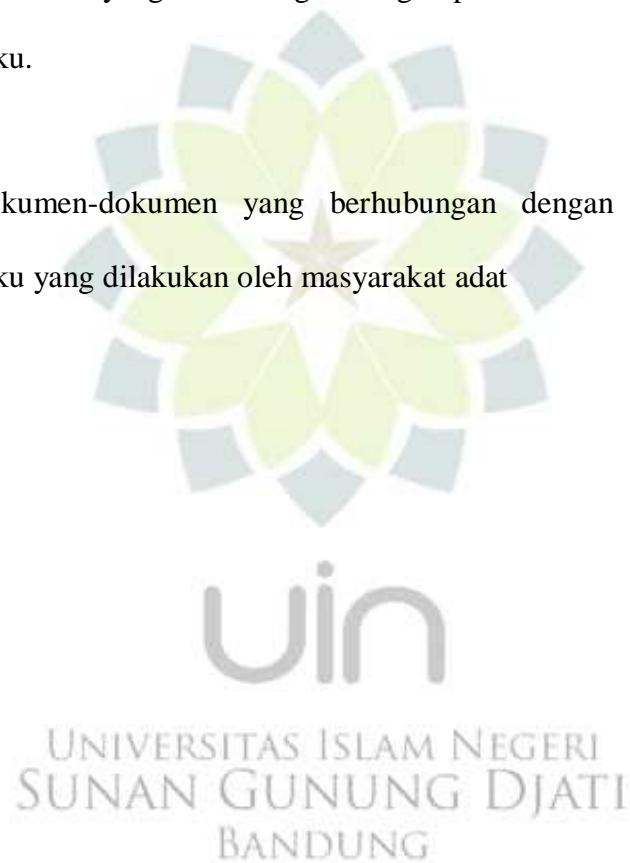 ku.
kumen-dokumen yang berhubungan dengan
ku yang dilakukan oleh masyarakat adat
uin
UNIVERSITAS ISLAM NEGERI
SUNAN GUNUNG DJATI
BANDUNG